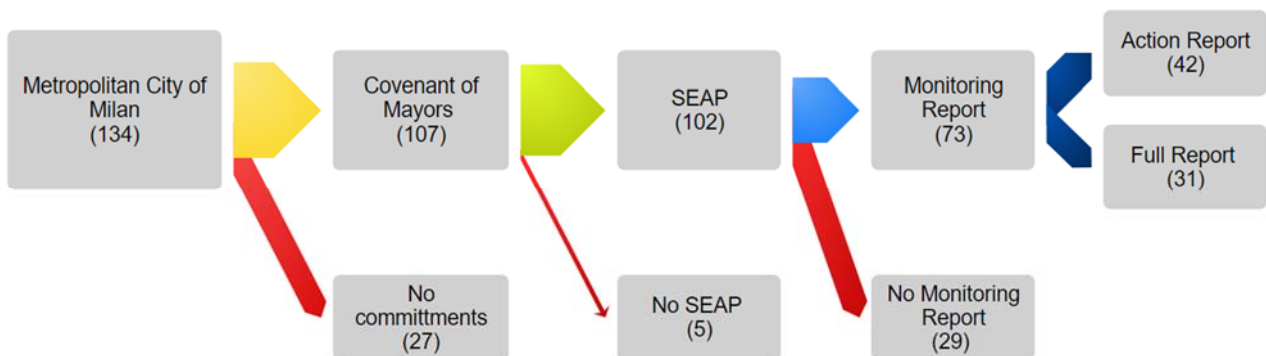 Metropolitan City of
Milan
(134)
Covenant of
Mayors
(107)
SEAP
(102)
Monitoring
Report
(73)
Action Report
(42)
Full Report
(31)
No
committments
(27)
No SEAP
(5)
No Monitoring
Report
(29)